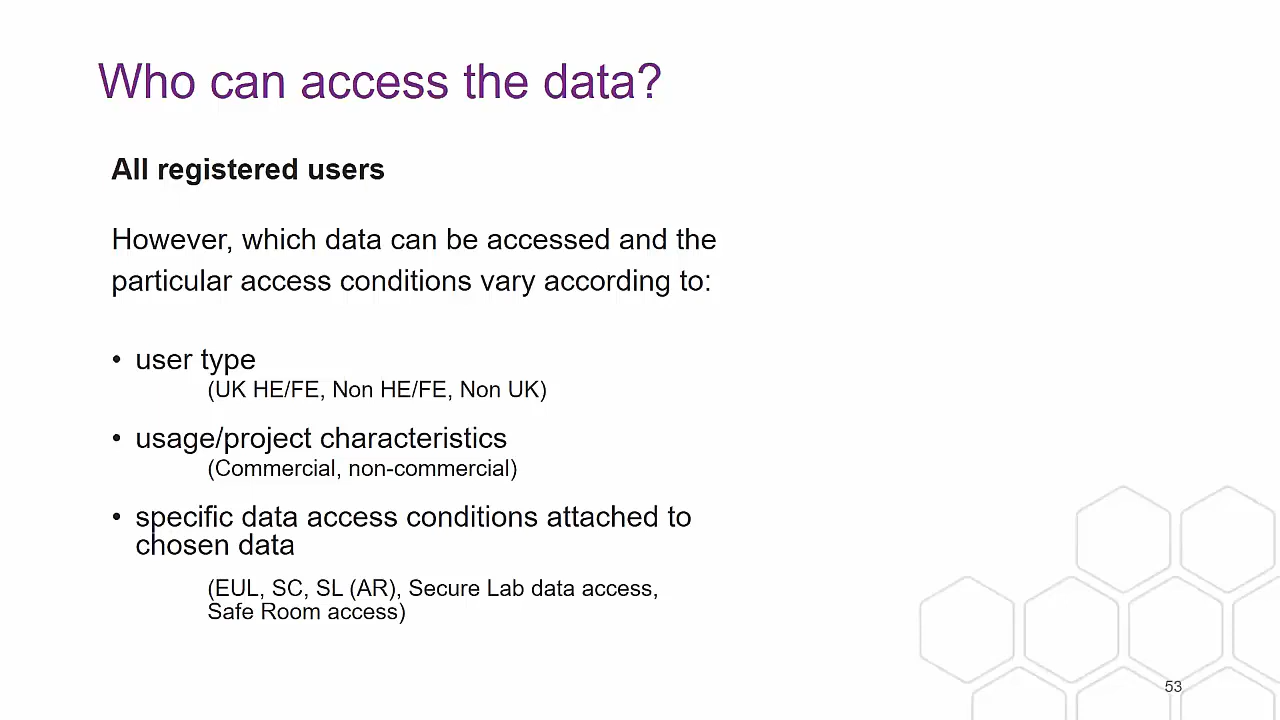 Who can access the data?
All registered users
However, which data can be accessed and the
particular access conditions vary according to:
• user type
(UK HE/FE, Non HE/FE, Non UK)
• usage/project characteristics
(Commercial, non-commercial)
• specific data access conditions attached to
chosen data
(EUL, SC, SL (AR), Secure Lab data access,
Safe Room access)
53